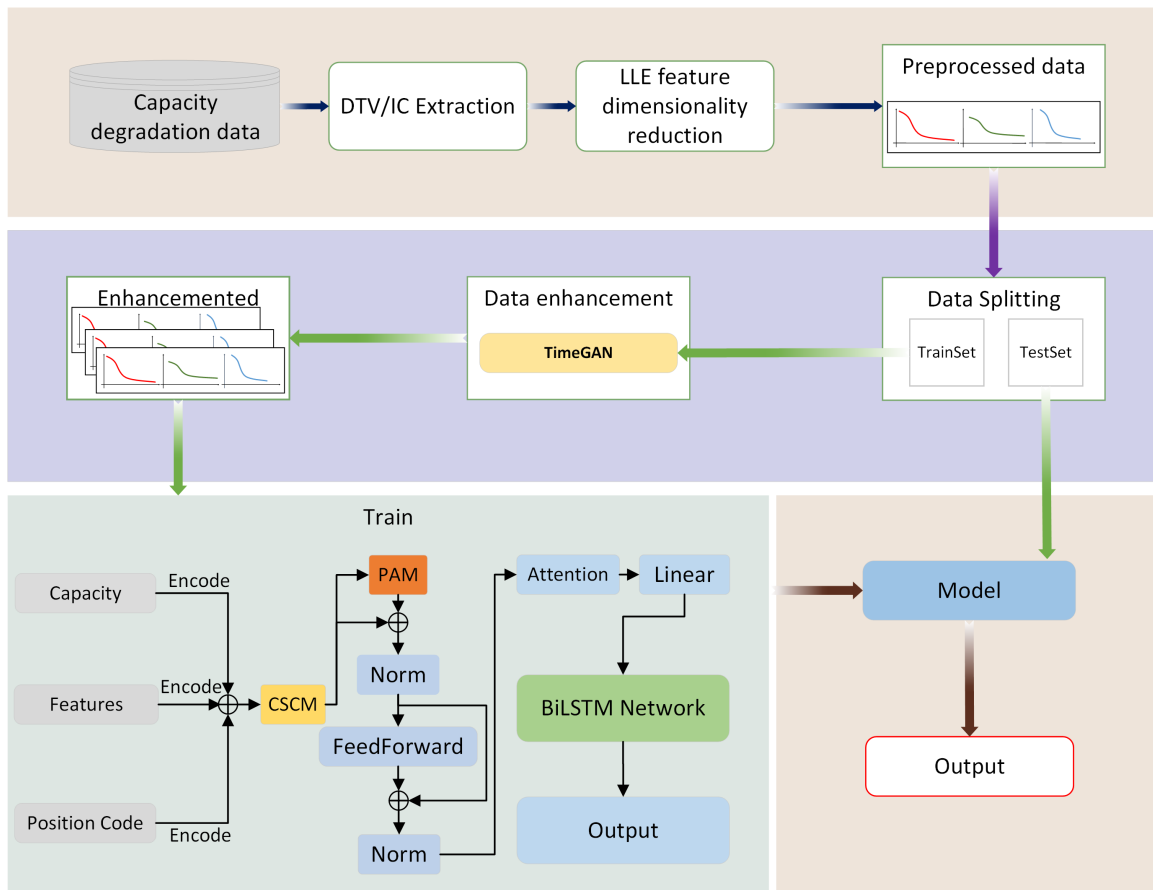 Capacity
degradation data
DTV/IC Extraction
LLE feature
dimensionality
reduction
Preprocessed data
Enhancemented
Data enhancement
TimeGAN
Data Splitting
TrainSet
TestSet
Train
Capacity
Encode
Features
Encode
Position Code
Encode
CSCM
PAM
Norm
FeedForward
Norm
Attention
Linear
BiLSTM Network
Output
Model
Output